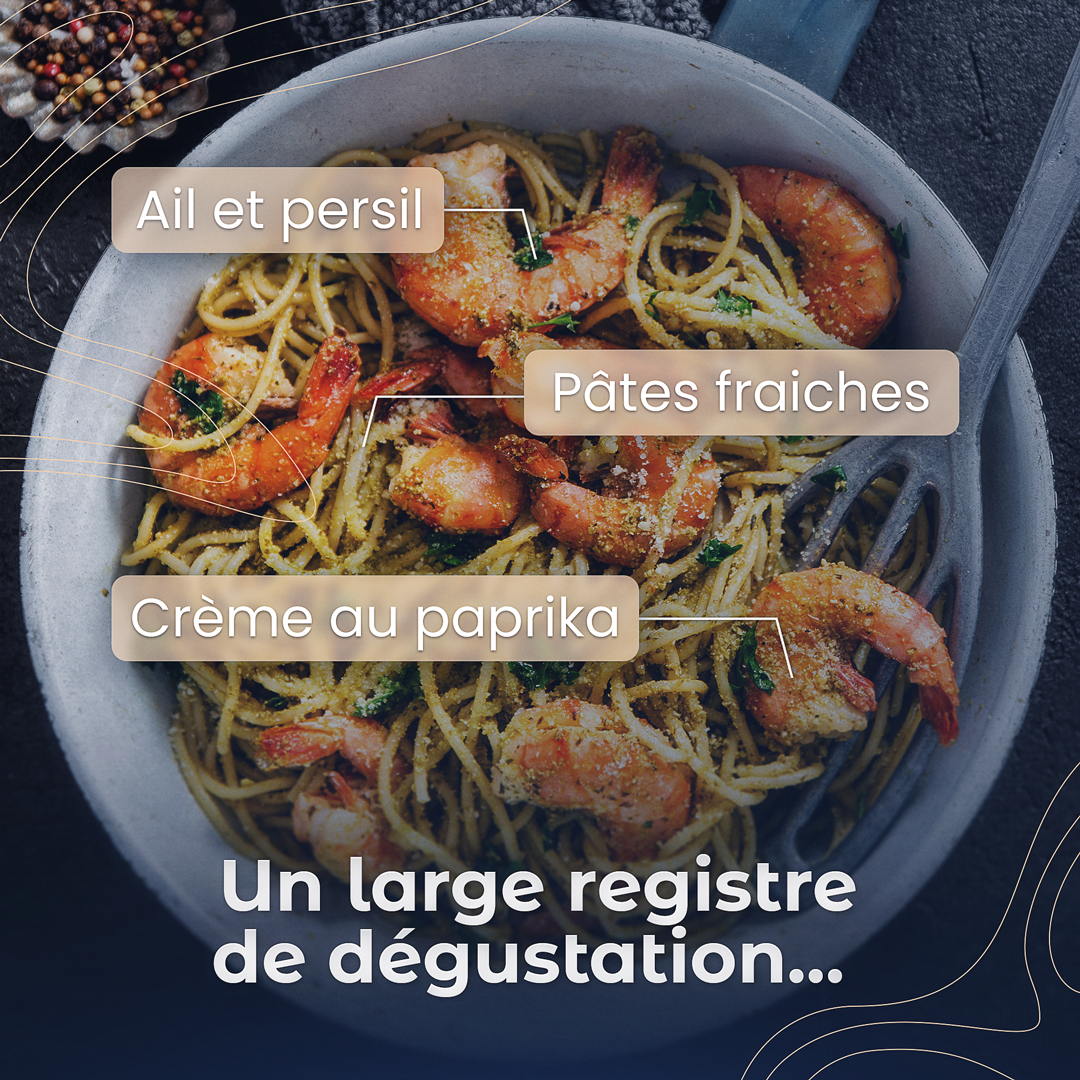 Ail et persil
Pâtes fraiches
Crème au paprika
Un large registre
de dégustation...